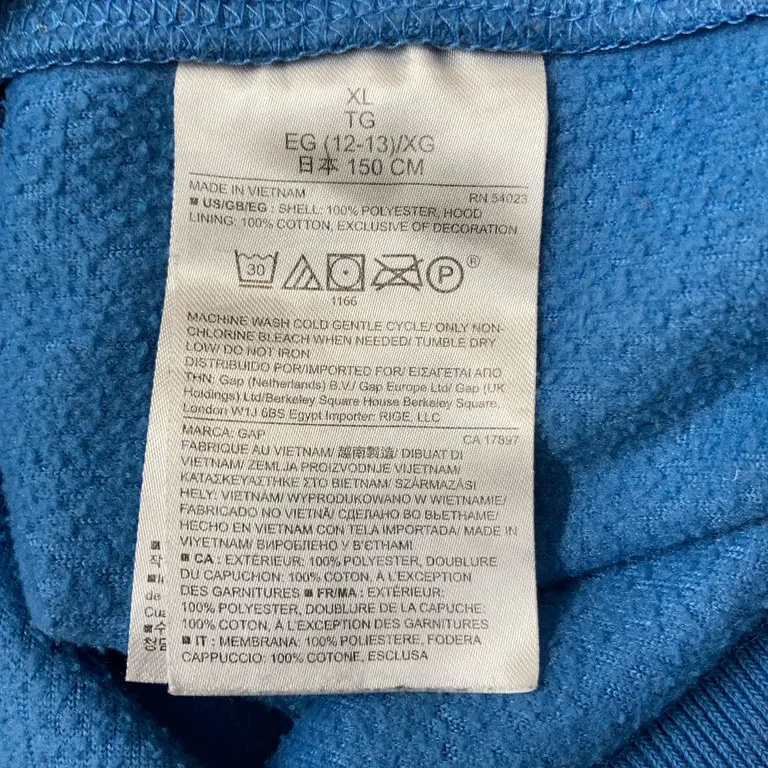 XL
TG
EG (12-13)/XG
日本 150 CM
MADE IN VIETNAM
RN 54023
US/GB/EG : SHELL: 100% POLYESTER, HOOD
LINING: 100% COTTON, EXCLUSIVE OF DECORATION
30
P®
1166
MACHINE WASH COLD GENTLE CYCLE/ ONLY NON-
CHLORINE BLEACH WHEN NEEDED/ TUMBLE DRY
LOW/ DO NOT IRON
DISTRIBUIDO POR/IMPORTED FOR/ ΕΙΣΑΓΕΤΑΙ ΑΠΟ
ΤΗΝ: Gap (Netherlands) B.V./ Gap Europe Ltd/ Gap (UK
Holdings) Ltd/Berkeley Square House Berkeley Square,
London W1J 6BS Egypt Importer: RIGE, LLC
MARCA: GAP
CA 17897
FABRIQUE AU VIETNAM/ 越南製造/ DIBUAT DI
VIETNAM/ ZEMLJA PROIZVODNJE VIJETNAM/
ΚΑΤΑΣΚΕΥΑΣΤΗΚΕ ΣΤΟ ΒΙΕΤΝΑΜ/ SZÁRMAZÁSI
HELY: VIETNAM/ WYPRODUKOWANO W WIETNAMIE/
FABRICADO NO VIETNÃ/ СДЕЛАНО ВО ВЬЕТНАМЕ/
HECHO EN VIETNAM CON TELA IMPORTADA/ MADE IN
VIYETNAM/ ВИРОБЛЕНО У В'ЄТНАМІ
CA : EXTÉRIEUR: 100% POLYESTER, DOUBLURE
DU CAPUCHON: 100% COTON, À L'EXCEPTION
DES GARNITURES FR/MA : EXTÉRIEUR:
100% POLYESTER, DOUBLURE DE LA CAPUCHE:
100% COTON, À L'EXCEPTION DES GARNITURES
IT : MEMBRANA: 100% POLIESTERE, FODERA
CAPPUCCIO: 100% COTONE, ESCLUSA
de